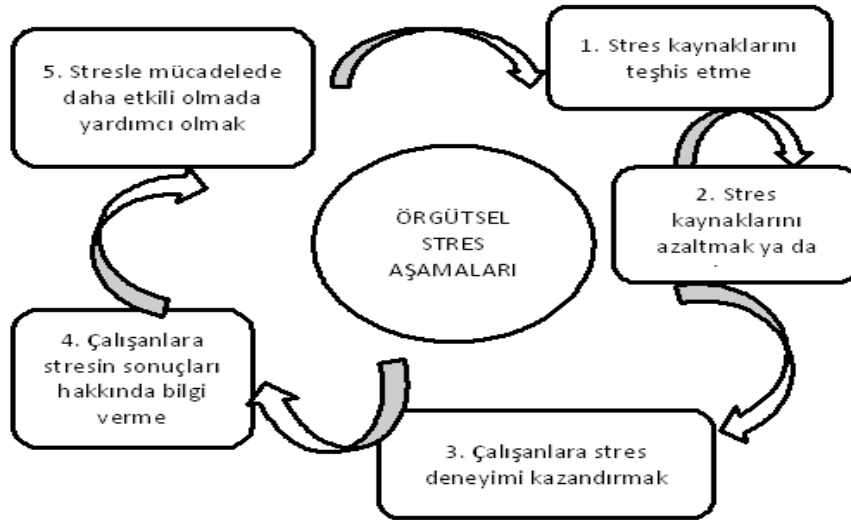 1. Stres kaynaklarını
teşhis etme
2. Stres
kaynaklarını
azaltmak ya da
3. Çalışanlara stres
deneyimi kazandırmak
4. Çalışanlara
stresin sonuçları
hakkında bilgi
verme
5. Stresle mücadelede
daha etkili olmada
yardımcı olmak
ÖRGÜTSEL
STRES
AŞAMALARI